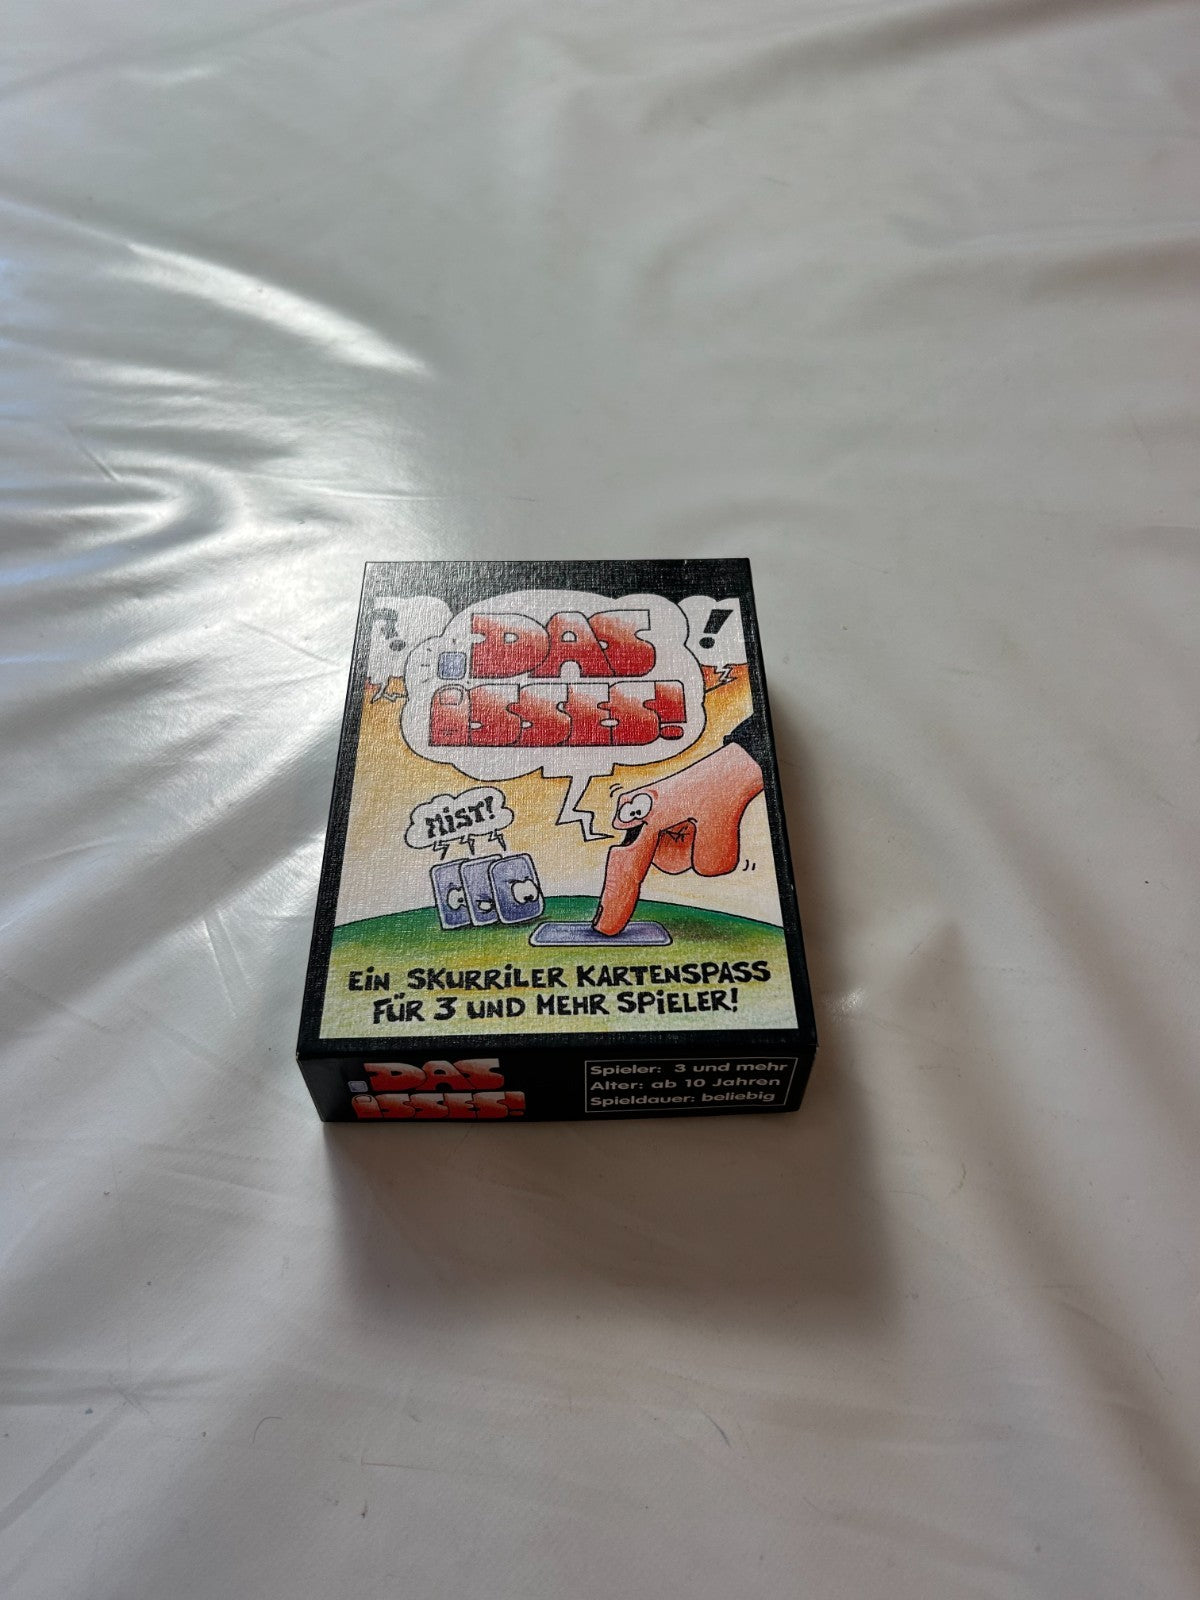 ? !
DAS
iSSES!
MiST!
EiN SKURRiLER KARTENSPASS
FÜR 3 UND MEHR SPiELER!
DAS
iSSES!
Spieler: 3 und mehr
Alter: ab 10 Jahren
Spieldauer: beliebig